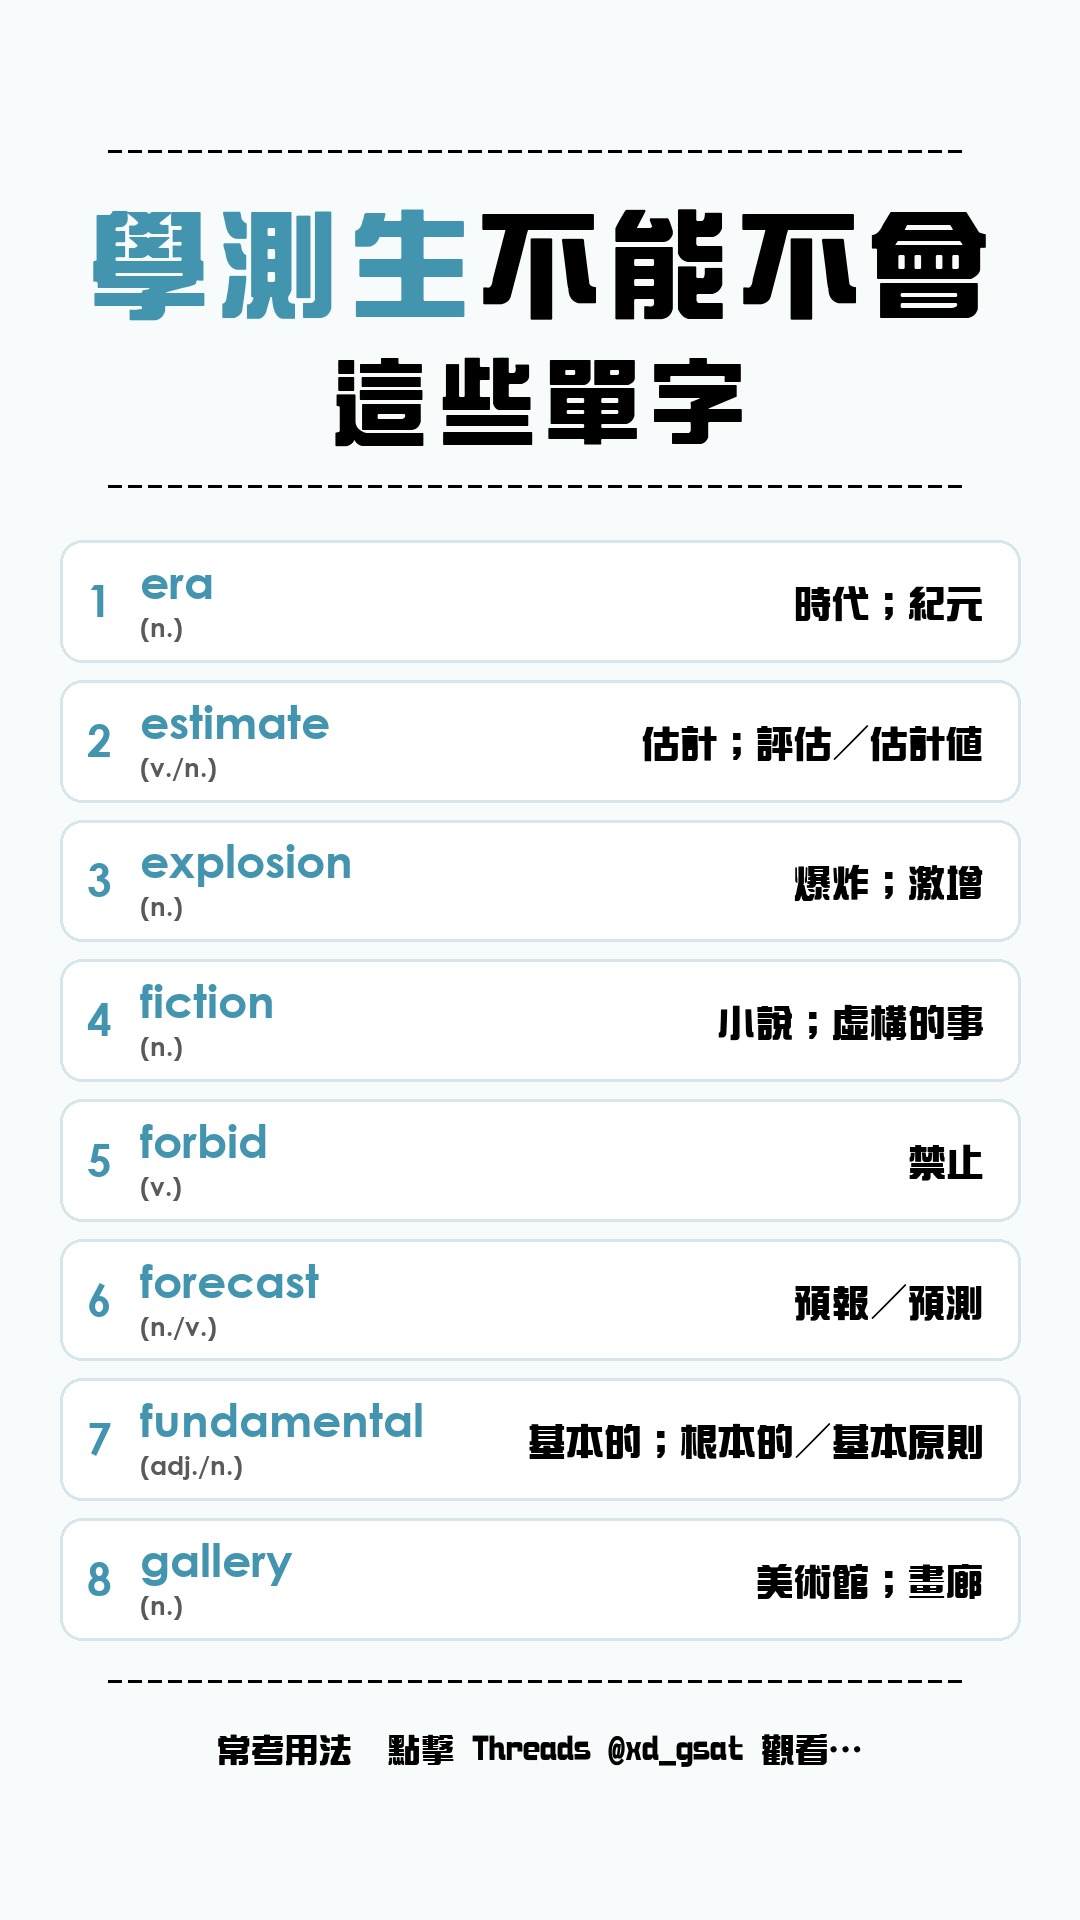 學測生不能不會
這些單字
1 era 時代；紀元
(n.)
2 estimate 估計；評估／估計值
(v./n.)
3 explosion 爆炸；激增
(n.)
4 fiction 小說；虛構的事
(n.)
5 forbid 禁止
(v.)
6 forecast 預報／預測
(n./v.)
7 fundamental 基本的；根本的／基本原則
(adj./n.)
8 gallery 美術館；畫廊
(n.)
常考用法　點擊 Threads @xd_gsat 觀看…